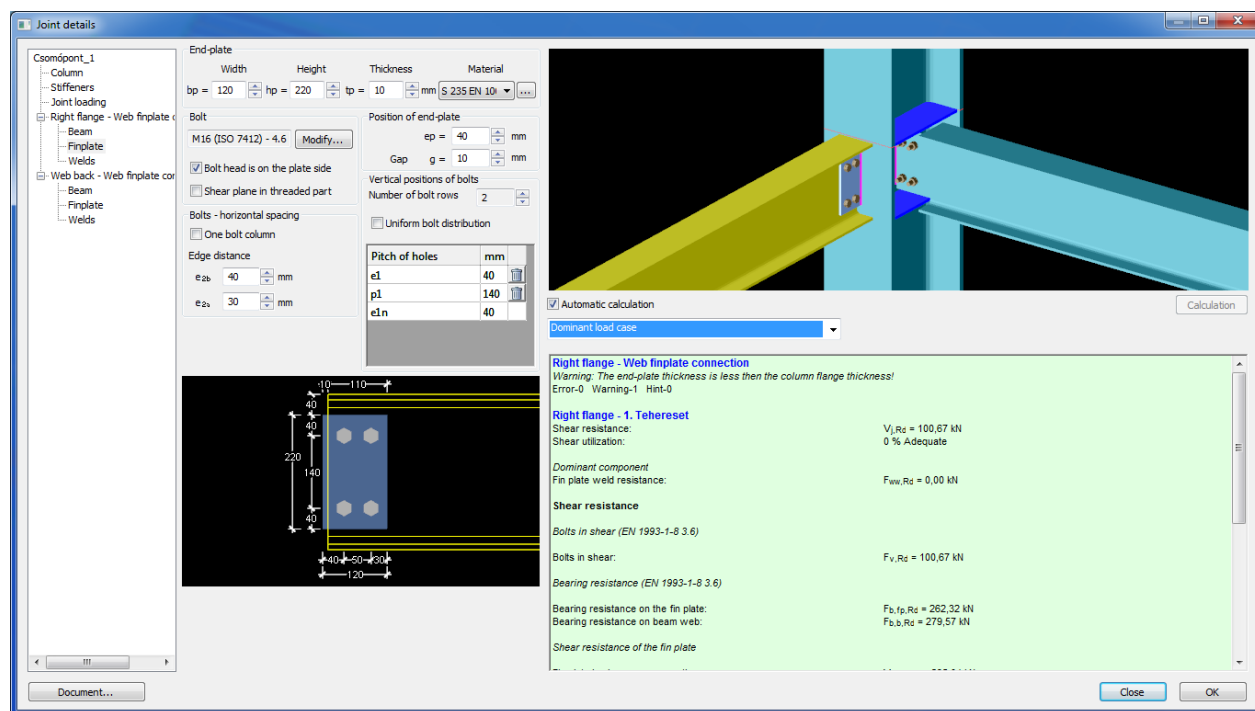 Joint details
Csomópont_1
Column
Stiffeners
Joint loading
Right flange - Web finplate c
Beam
Finplate
Welds
Web back - Web finplate cor
Beam
Finplate
Welds
End-plate
Width Height Thickness Material
bp = 120 hp = 220 tp = 10 mm S 235 EN 10 ...
Bolt
M16 (ISO 7412) - 4.6 Modify...
Bolt head is on the plate side
Shear plane in threaded part
Bolts - horizontal spacing
One bolt column
Edge distance
e2b 40 mm
e2s 30 mm
Position of end-plate
ep = 40 mm
Gap g = 10 mm
Vertical positions of bolts
Number of bolt rows 2
Uniform bolt distribution
Pitch of holes mm
e1 40
p1 140
e1n 40
10 110
40
40
220
140
40
40 50 30
120
Automatic calculation
Calculation
Dominant load case
Right flange - Web finplate connection
Warning: The end-plate thickness is less then the column flange thickness!
Error-0 Warning-1 Hint-0
Right flange - 1. Tehereset
Shear resistance: Vj,Rd = 100,67 kN
Shear utilization: 0 % Adequate
Dominant component
Fin plate weld resistance: Fww,Rd = 0,00 kN
Shear resistance
Bolts in shear (EN 1993-1-8 3.6)
Bolts in shear: Fv,Rd = 100,67 kN
Bearing resistance (EN 1993-1-8 3.6)
Bearing resistance on the fin plate: Fb,fp,Rd = 262,32 kN
Bearing resistance on beam web: Fb,b,Rd = 279,57 kN
Shear resistance of the fin plate
Document...
Close
OK